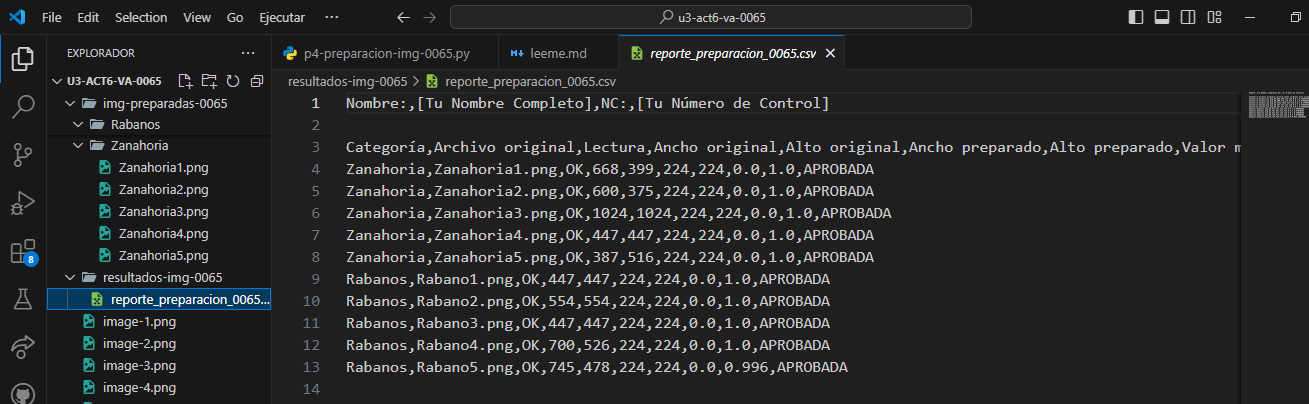 File Edit Selection Ver Go Ejecutar ···
u3-act6-va-0065
EXPLORADOR ···
U3-ACT6-VA-0065
img-preparadas-0065
Rabanos
Zanahoria
Zanahoria1.png
Zanahoria2.png
Zanahoria3.png
Zanahoria4.png
Zanahoria5.png
resultados-img-0065
reporte_preparacion_0065...
image-1.png
image-2.png
image-3.png
image-4.png
8
p4-preparacion-img-0065.py
leeme.md
reporte_preparacion_0065.csv
resultados-img-0065 > reporte_preparacion_0065.csv
1 Nombre:,[Tu Nombre Completo],NC:,[Tu Número de Control]
2
3 Categoría,Archivo original,Lectura,Ancho original,Alto original,Ancho preparado,Alto preparado,Valor m
4 Zanahoria,Zanahoria1.png,OK,668,399,224,224,0.0,1.0,APROBADA
5 Zanahoria,Zanahoria2.png,OK,600,375,224,224,0.0,1.0,APROBADA
6 Zanahoria,Zanahoria3.png,OK,1024,1024,224,224,0.0,1.0,APROBADA
7 Zanahoria,Zanahoria4.png,OK,447,447,224,224,0.0,1.0,APROBADA
8 Zanahoria,Zanahoria5.png,OK,387,516,224,224,0.0,1.0,APROBADA
9 Rabanos,Rabano1.png,OK,447,447,224,224,0.0,1.0,APROBADA
10 Rabanos,Rabano2.png,OK,554,554,224,224,0.0,1.0,APROBADA
11 Rabanos,Rabano3.png,OK,447,447,224,224,0.0,1.0,APROBADA
12 Rabanos,Rabano4.png,OK,700,526,224,224,0.0,1.0,APROBADA
13 Rabanos,Rabano5.png,OK,745,478,224,224,0.0,0.996,APROBADA
14